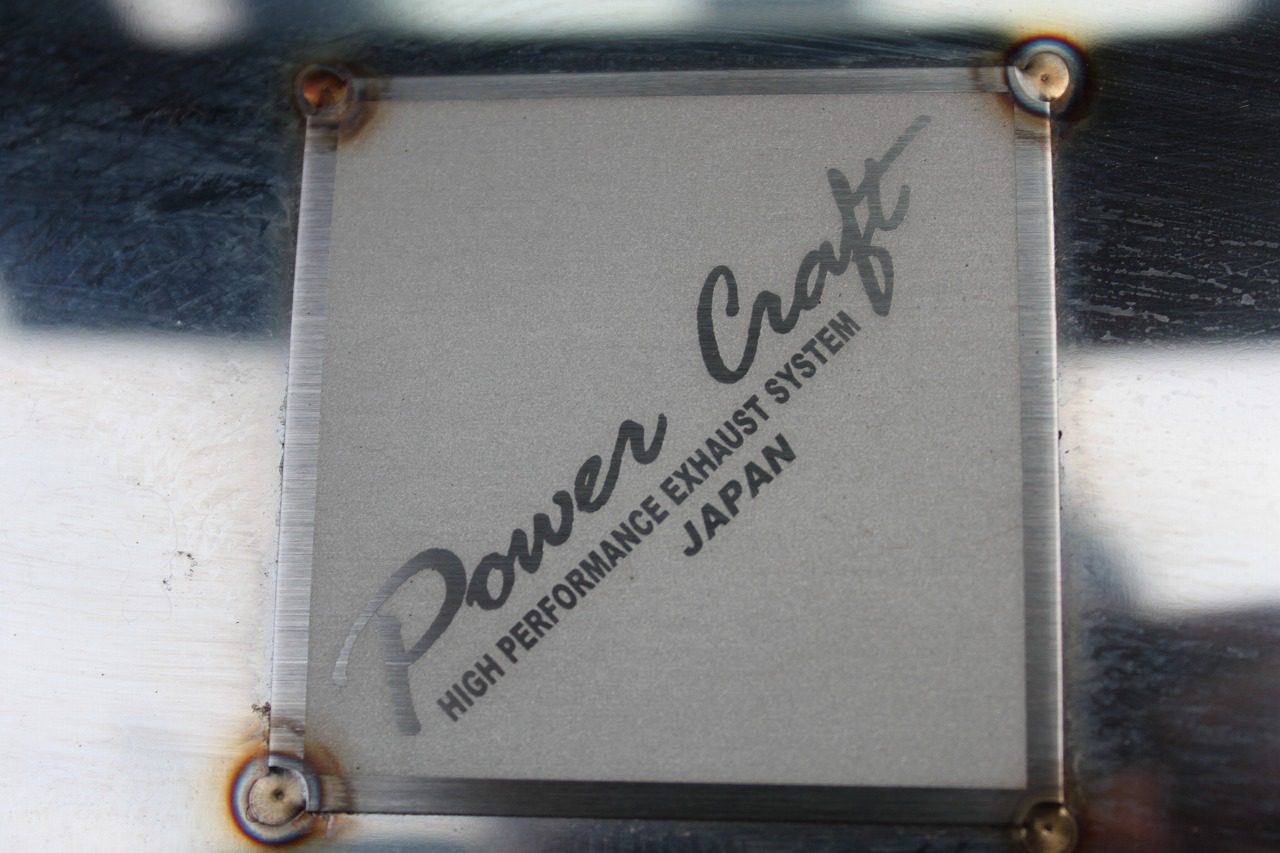 Power Craft
HIGH PERFORMANCE EXHAUST SYSTEM
JAPAN